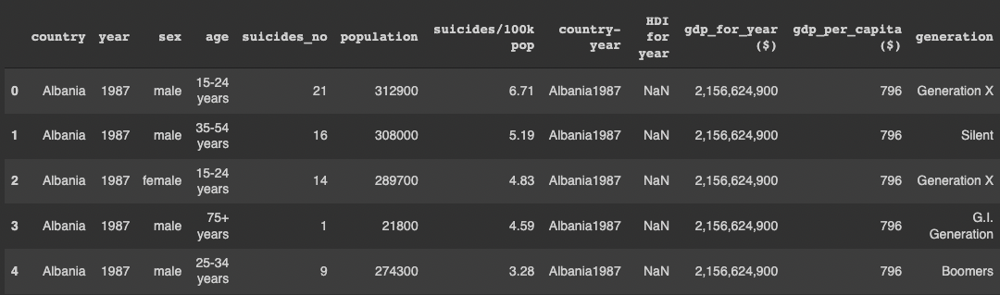 country year sex age suicides_no population suicides/100k pop country-year HDI for year gdp_for_year ($) gdp_per_capita ($) generation
0 Albania 1987 male 15-24 years 21 312900 6.71 Albania1987 NaN 2,156,624,900 796 Generation X
1 Albania 1987 male 35-54 years 16 308000 5.19 Albania1987 NaN 2,156,624,900 796 Silent
2 Albania 1987 female 15-24 years 14 289700 4.83 Albania1987 NaN 2,156,624,900 796 Generation X
3 Albania 1987 male 75+ years 1 21800 4.59 Albania1987 NaN 2,156,624,900 796 G.I. Generation
4 Albania 1987 male 25-34 years 9 274300 3.28 Albania1987 NaN 2,156,624,900 796 Boomers